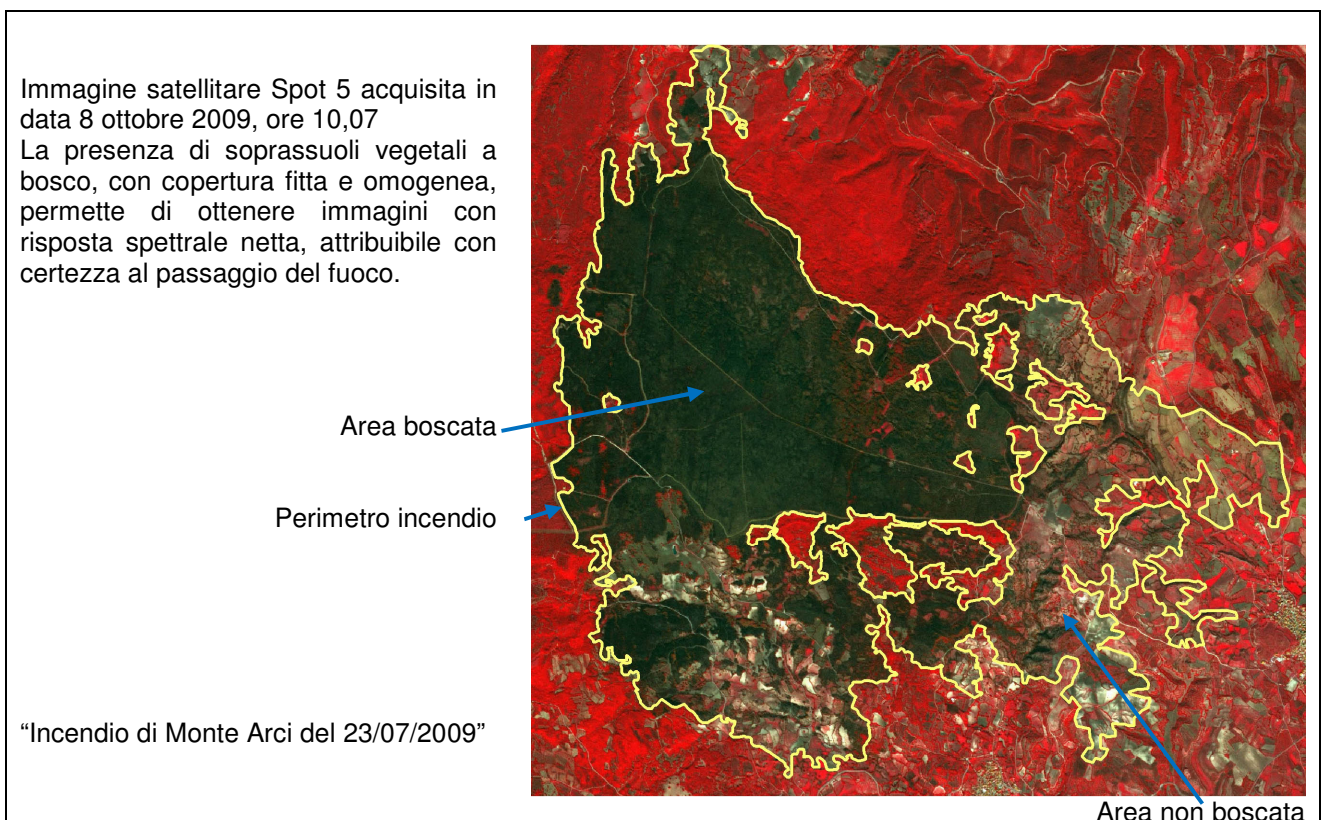 Immagine satellitare Spot 5 acquisita in
data 8 ottobre 2009, ore 10,07
La presenza di soprassuoli vegetali a
bosco, con copertura fitta e omogenea,
permette di ottenere immagini con
risposta spettrale netta, attribuibile con
certezza al passaggio del fuoco.
Area boscata
Perimetro incendio
“Incendio di Monte Arci del 23/07/2009”
Area non boscata